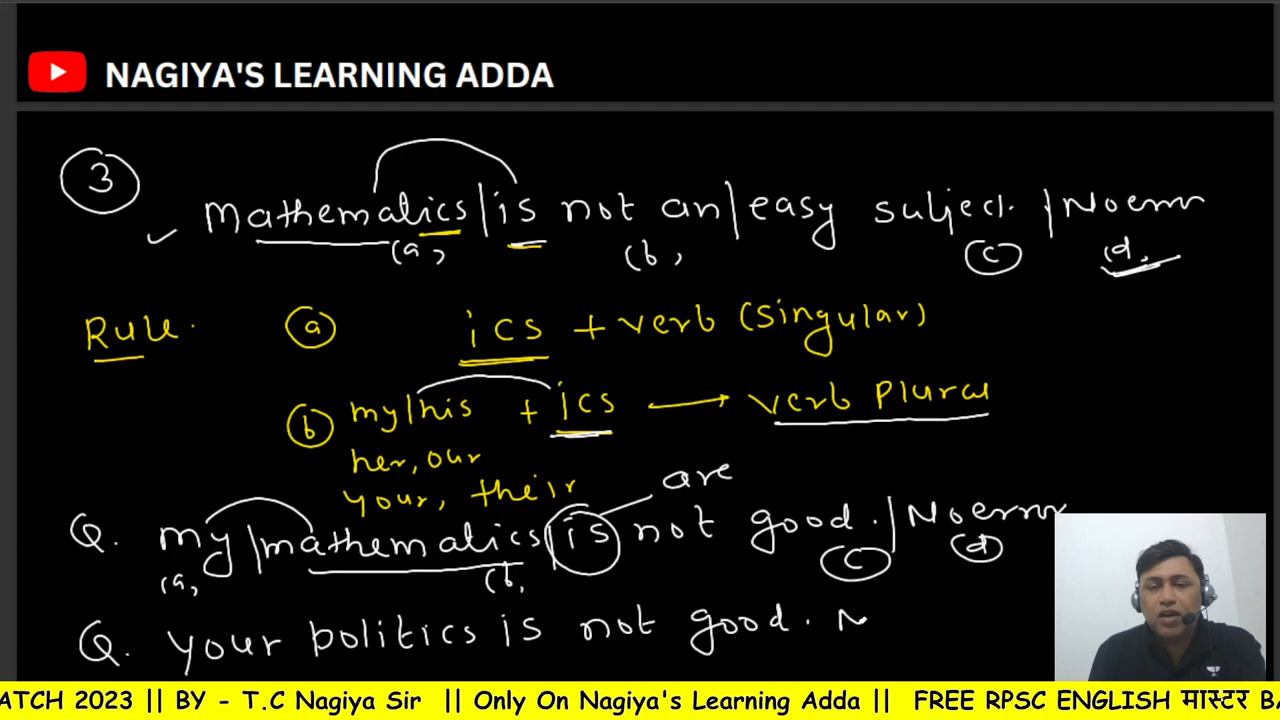 NAGIYA'S LEARNING ADDA
3
Mathematics | is not an | easy subject. | No error
(a, (b, (c) (d,
Rule. (a) ics + verb (singular)
(b) my | his + ics → verb Plural
her, our
your, their
are
Q. my | mathematics | is not good. | No error
(a, (b, (c) (d)
Q. your politics is not good. N
ATCH 2023 || BY - T.C Nagiya Sir || Only On Nagiya's Learning Adda || FREE RPSC ENGLISH मास्टर BA